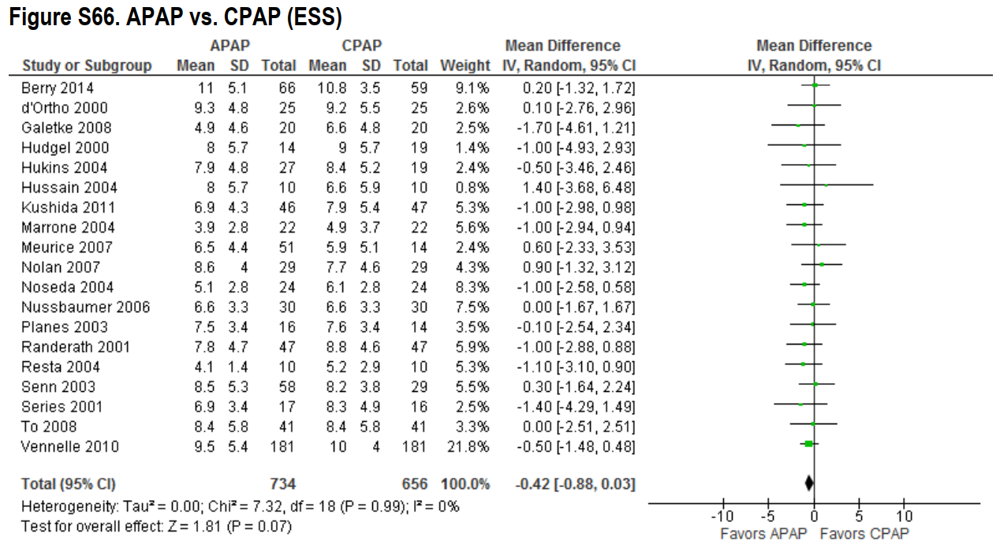 Figure S66. APAP vs. CPAP (ESS)
APAP CPAP Mean Difference Mean Difference
Study or Subgroup Mean SD Total Mean SD Total Weight IV, Random, 95% CI IV, Random, 95% CI
Berry 2014 11 5.1 66 10.8 3.5 59 9.1% 0.20 [-1.32, 1.72]
d'Ortho 2000 9.3 4.8 25 9.2 5.5 25 2.6% 0.10 [-2.76, 2.96]
Galetke 2008 4.9 4.6 20 6.6 4.8 20 2.5% -1.70 [-4.61, 1.21]
Hudgel 2000 8 5.7 14 9 5.7 19 1.4% -1.00 [-4.93, 2.93]
Hukins 2004 7.9 4.8 27 8.4 5.2 19 2.4% -0.50 [-3.46, 2.46]
Hussain 2004 8 5.7 10 6.6 5.9 10 0.8% 1.40 [-3.68, 6.48]
Kushida 2011 6.9 4.3 46 7.9 5.4 47 5.3% -1.00 [-2.98, 0.98]
Marrone 2004 3.9 2.8 22 4.9 3.7 22 5.6% -1.00 [-2.94, 0.94]
Meurice 2007 6.5 4.4 51 5.9 5.1 14 2.4% 0.60 [-2.33, 3.53]
Nolan 2007 8.6 4 29 7.7 4.6 29 4.3% 0.90 [-1.32, 3.12]
Noseda 2004 5.1 2.8 24 6.1 2.8 24 8.3% -1.00 [-2.58, 0.58]
Nussbaumer 2006 6.6 3.3 30 6.6 3.3 30 7.5% 0.00 [-1.67, 1.67]
Planes 2003 7.5 3.4 16 7.6 3.4 14 3.5% -0.10 [-2.54, 2.34]
Randerath 2001 7.8 4.7 47 8.8 4.6 47 5.9% -1.00 [-2.88, 0.88]
Resta 2004 4.1 1.4 10 5.2 2.9 10 5.3% -1.10 [-3.10, 0.90]
Senn 2003 8.5 5.3 58 8.2 3.8 29 5.5% 0.30 [-1.64, 2.24]
Series 2001 6.9 3.4 17 8.3 4.9 16 2.5% -1.40 [-4.29, 1.49]
To 2008 8.4 5.8 41 8.4 5.8 41 3.3% 0.00 [-2.51, 2.51]
Vennelle 2010 9.5 5.4 181 10 4 181 21.8% -0.50 [-1.48, 0.48]
Total (95% CI) 734 656 100.0% -0.42 [-0.88, 0.03]
Heterogeneity: Tau² = 0.00; Chi² = 7.32, df = 18 (P = 0.99); I² = 0%
Test for overall effect: Z = 1.81 (P = 0.07)
-10 -5 0 5 10
Favors APAP Favors CPAP